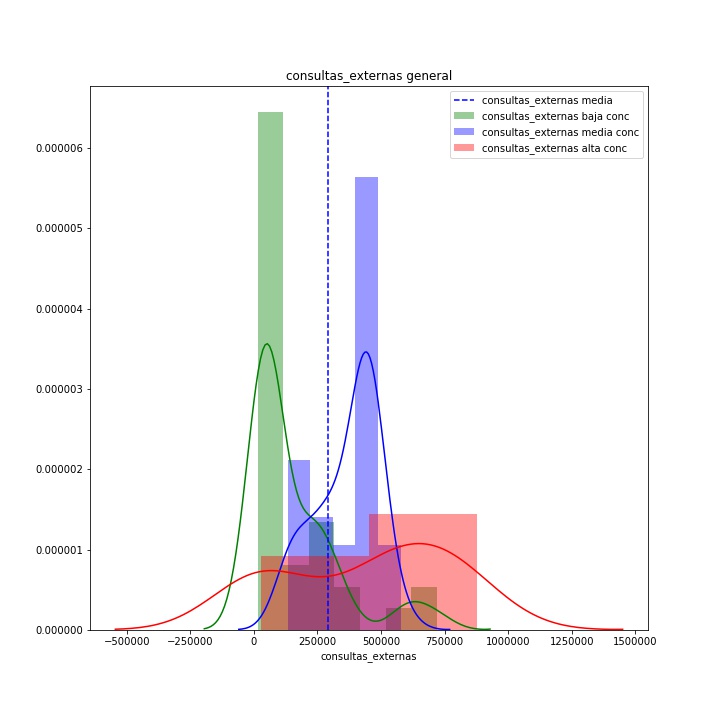 consultas_externas general
consultas_externas media
consultas_externas baja conc
consultas_externas media conc
consultas_externas alta conc
0.000006
0.000005
0.000004
0.000003
0.000002
0.000001
0.000000
−500000 −250000 0 250000 500000 750000 1000000 1250000 1500000
consultas_externas